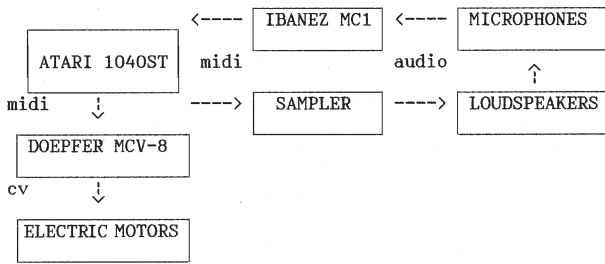 IBANEZ MC1
MICROPHONES
ATARI 1040ST
midi
audio
midi
SAMPLER
LOUDSPEAKERS
DOEPFER MCV-8
cv
ELECTRIC MOTORS